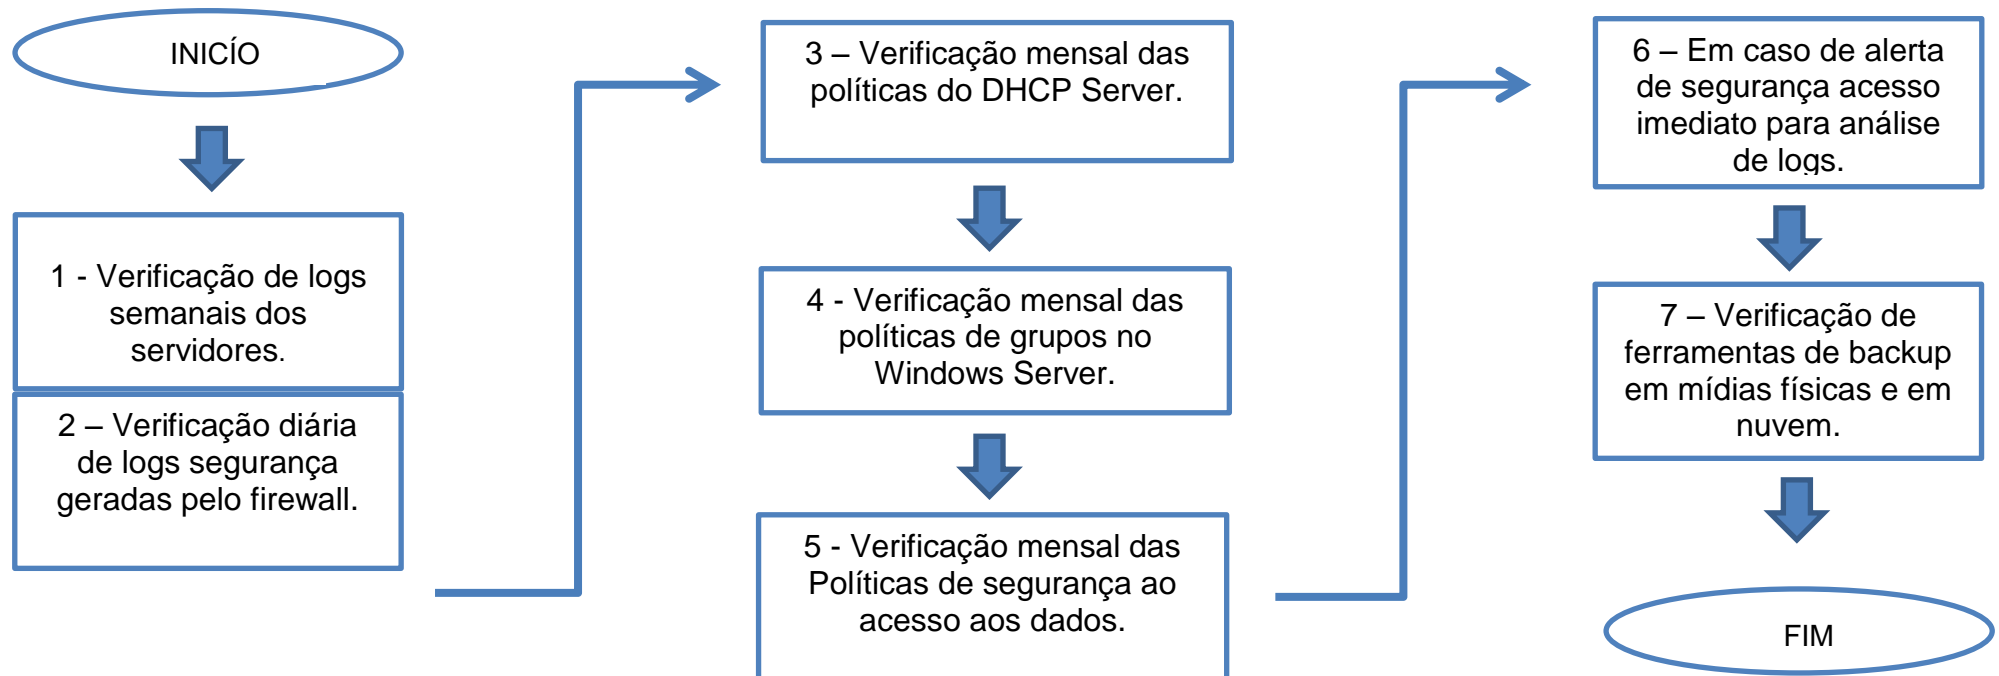 INICÍO
1 - Verificação de logs
semanais dos
servidores.
2 – Verificação diária
de logs segurança
geradas pelo firewall.
3 – Verificação mensal das
políticas do DHCP Server.
4 - Verificação mensal das
políticas de grupos no
Windows Server.
5 - Verificação mensal das
Políticas de segurança ao
acesso aos dados.
6 – Em caso de alerta
de segurança acesso
imediato para análise
de logs.
7 – Verificação de
ferramentas de backup
em mídias físicas e em
nuvem.
FIM